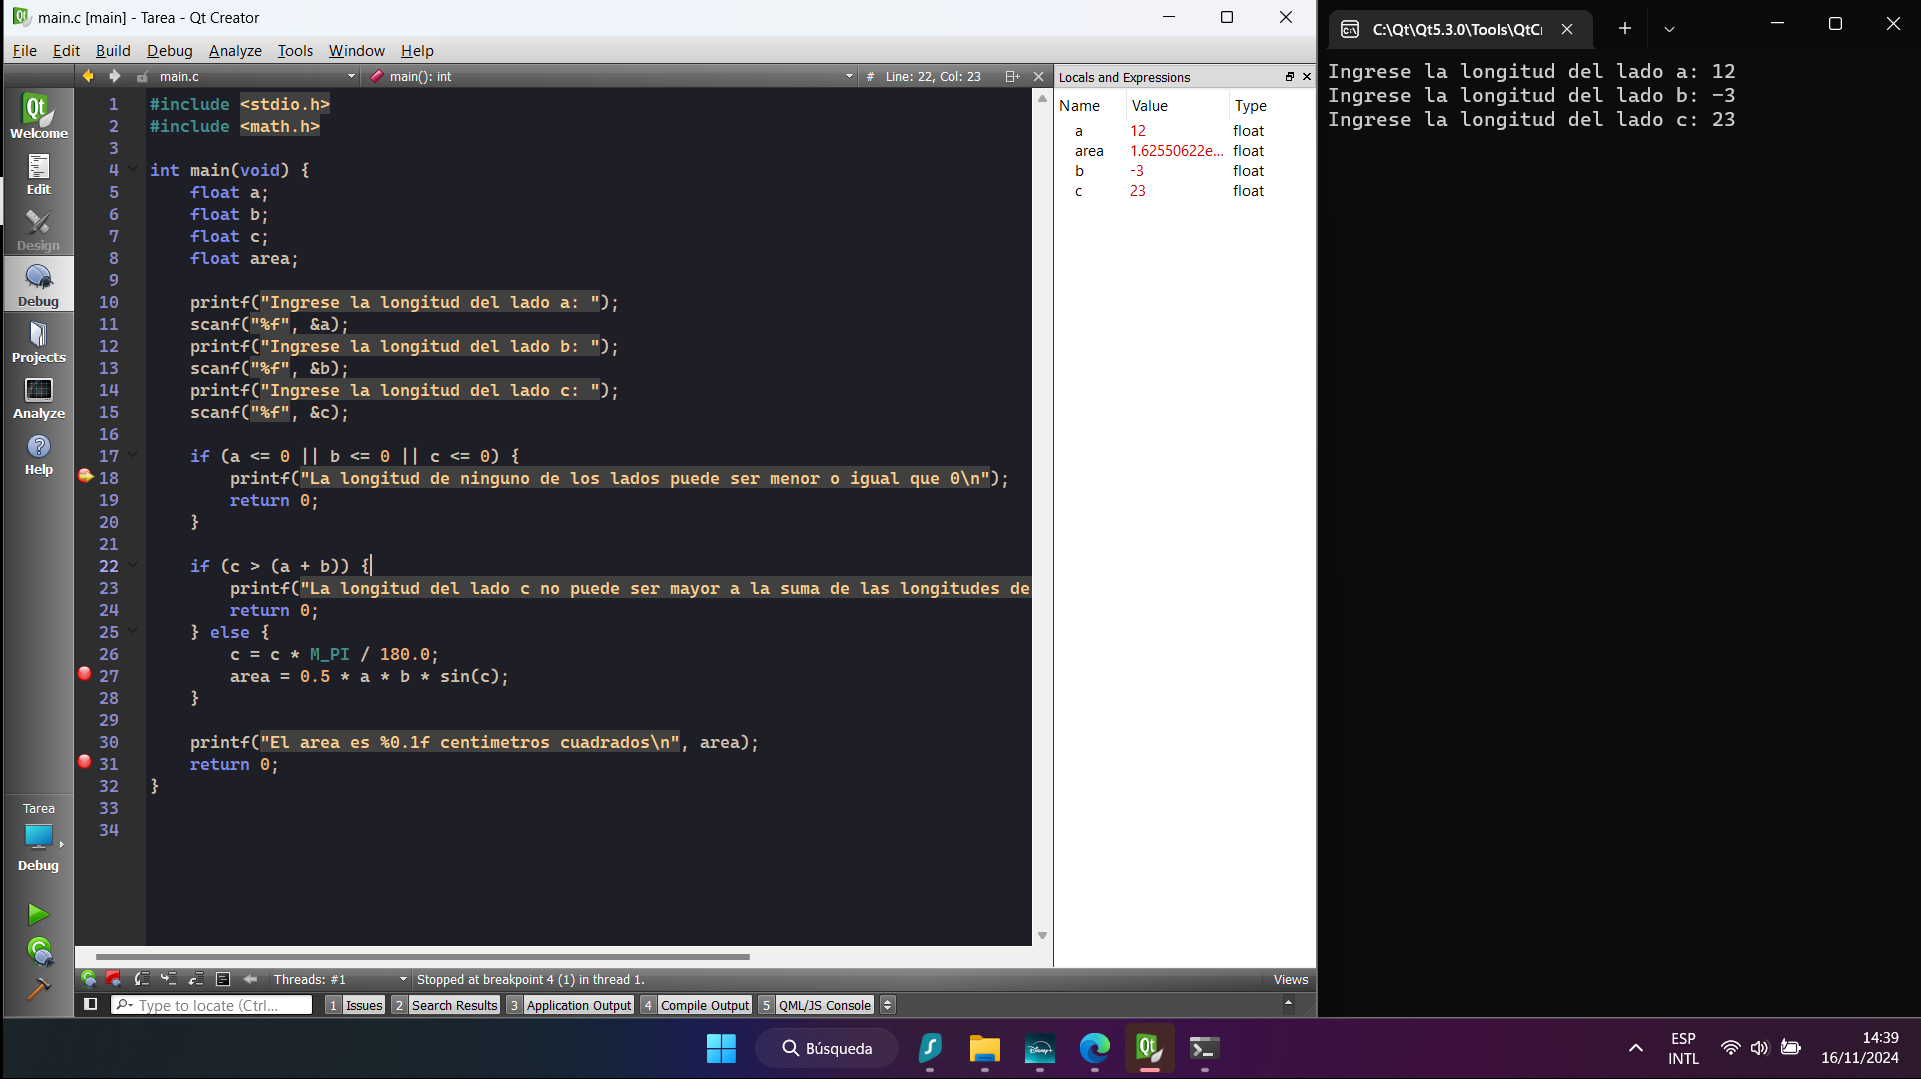 main.c [main] - Tarea - Qt Creator
File Edit Build Debug Analyze Tools Window Help
main.c
main(): int
# Line: 22, Col: 23
Welcome
Edit
Design
Debug
Projects
Analyze
Help
Tarea
Debug
1 #include <stdio.h>
2 #include <math.h>
3
4 int main(void) {
5 float a;
6 float b;
7 float c;
8 float area;
9
10 printf("Ingrese la longitud del lado a: ");
11 scanf("%f", &a);
12 printf("Ingrese la longitud del lado b: ");
13 scanf("%f", &b);
14 printf("Ingrese la longitud del lado c: ");
15 scanf("%f", &c);
16
17 if (a <= 0 || b <= 0 || c <= 0) {
18 printf("La longitud de ninguno de los lados puede ser menor o igual que 0\n");
19 return 0;
20 }
21
22 if (c > (a + b)) {
23 printf("La longitud del lado c no puede ser mayor a la suma de las longitudes de
24 return 0;
25 } else {
26 c = c * M_PI / 180.0;
27 area = 0.5 * a * b * sin(c);
28 }
29
30 printf("El area es %0.1f centimetros cuadrados\n", area);
31 return 0;
32 }
33
34
Locals and Expressions
Name Value Type
a 12 float
area 1.62550622e... float
b -3 float
c 23 float
Threads: #1
Stopped at breakpoint 4 (1) in thread 1.
Views
Type to locate (Ctrl...
1 Issues
2 Search Results
3 Application Output
4 Compile Output
5 QML/JS Console
C:\Qt\Qt5.3.0\Tools\QtCr
Ingrese la longitud del lado a: 12
Ingrese la longitud del lado b: -3
Ingrese la longitud del lado c: 23
Búsqueda
Disney+
ESP
INTL
14:39
16/11/2024